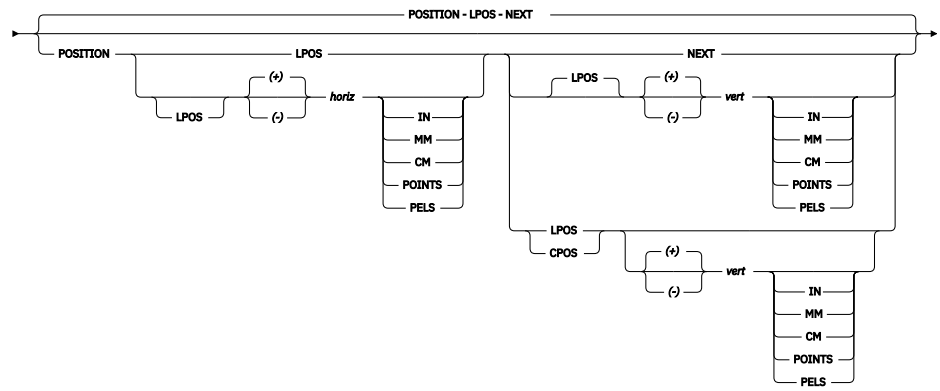 POSITION - LPOS - NEXT
POSITION LPOS NEXT
(+) LPOS (+)
horiz vert
LPOS (-) (-)
IN IN
MM MM
CM CM
POINTS POINTS
PELS PELS
LPOS
CPOS (+)
vert
(-)
IN
MM
CM
POINTS
PELS